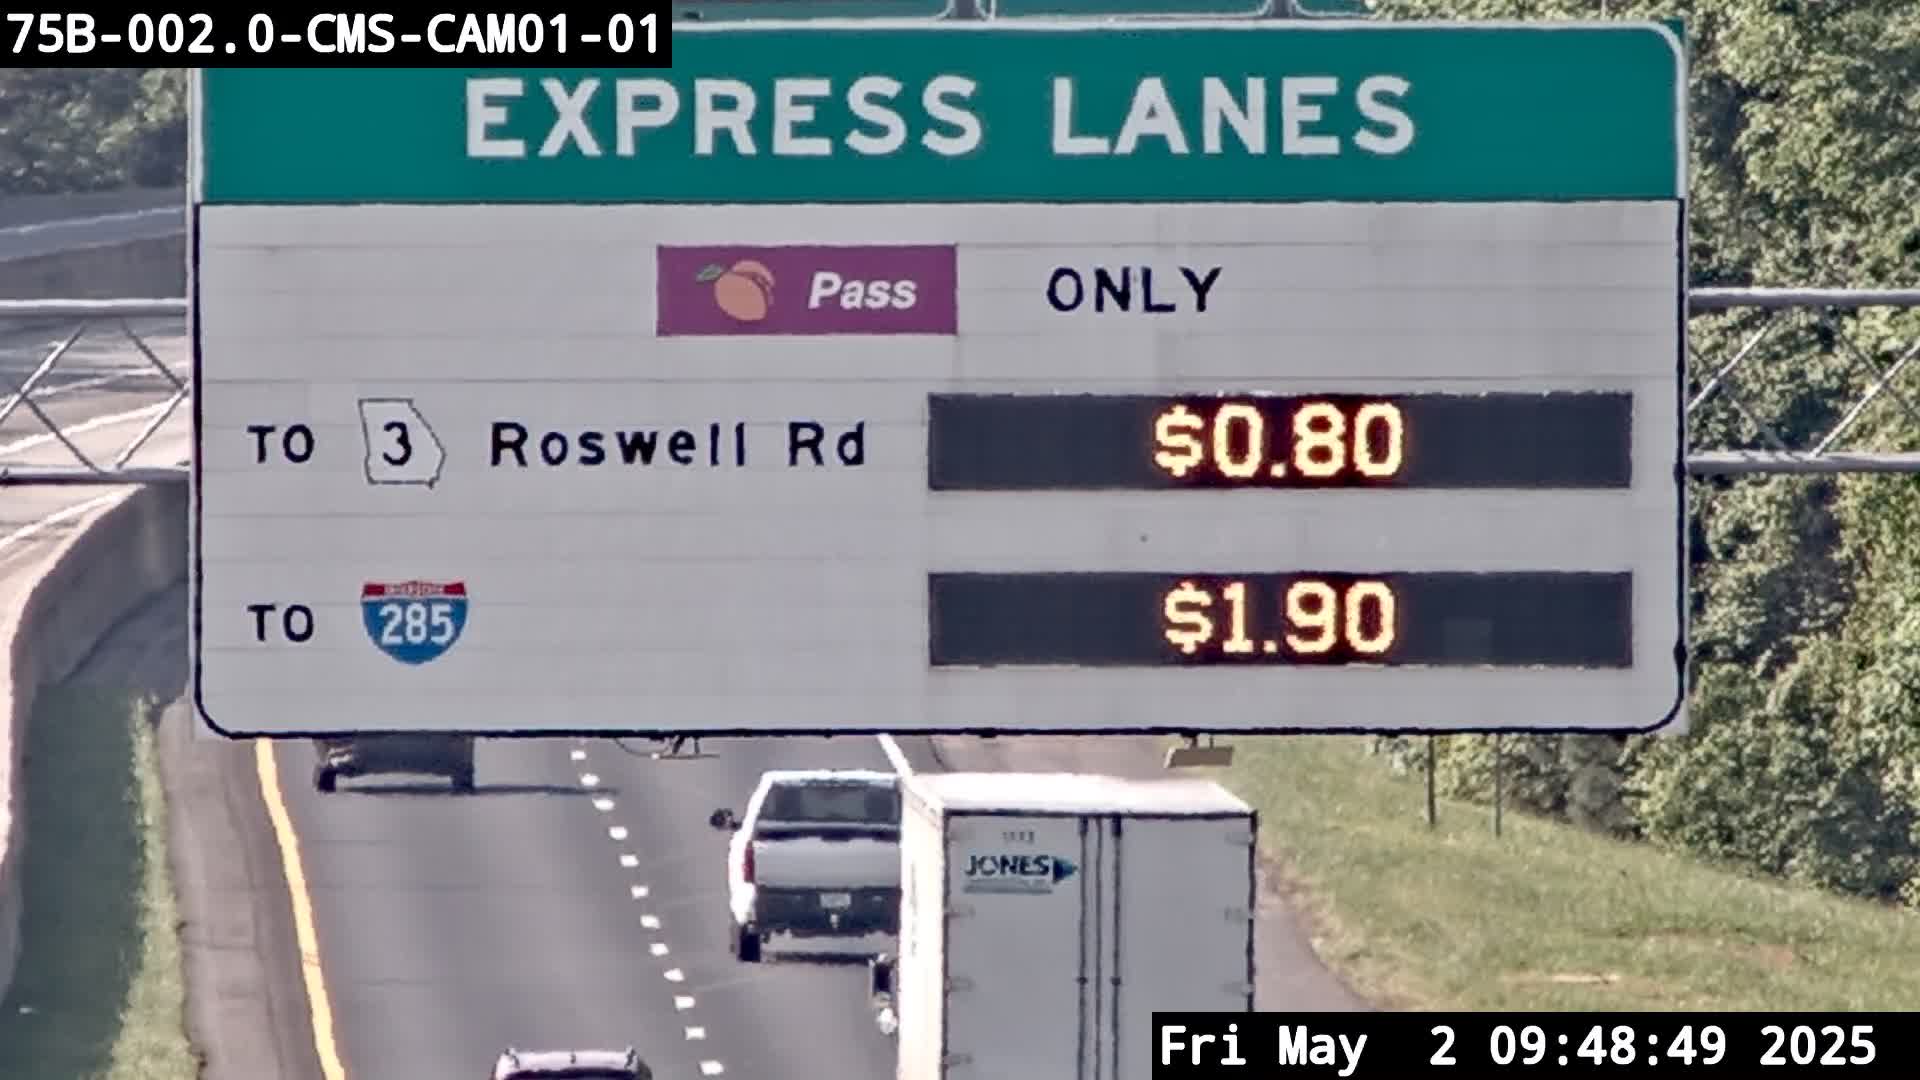 75B-002.0-CMS-CAM01-01
EXPRESS LANES
Pass ONLY
TO 3 Roswell Rd $0.80
TO 285 $1.90
JONES
Fri May 2 09:48:49 2025